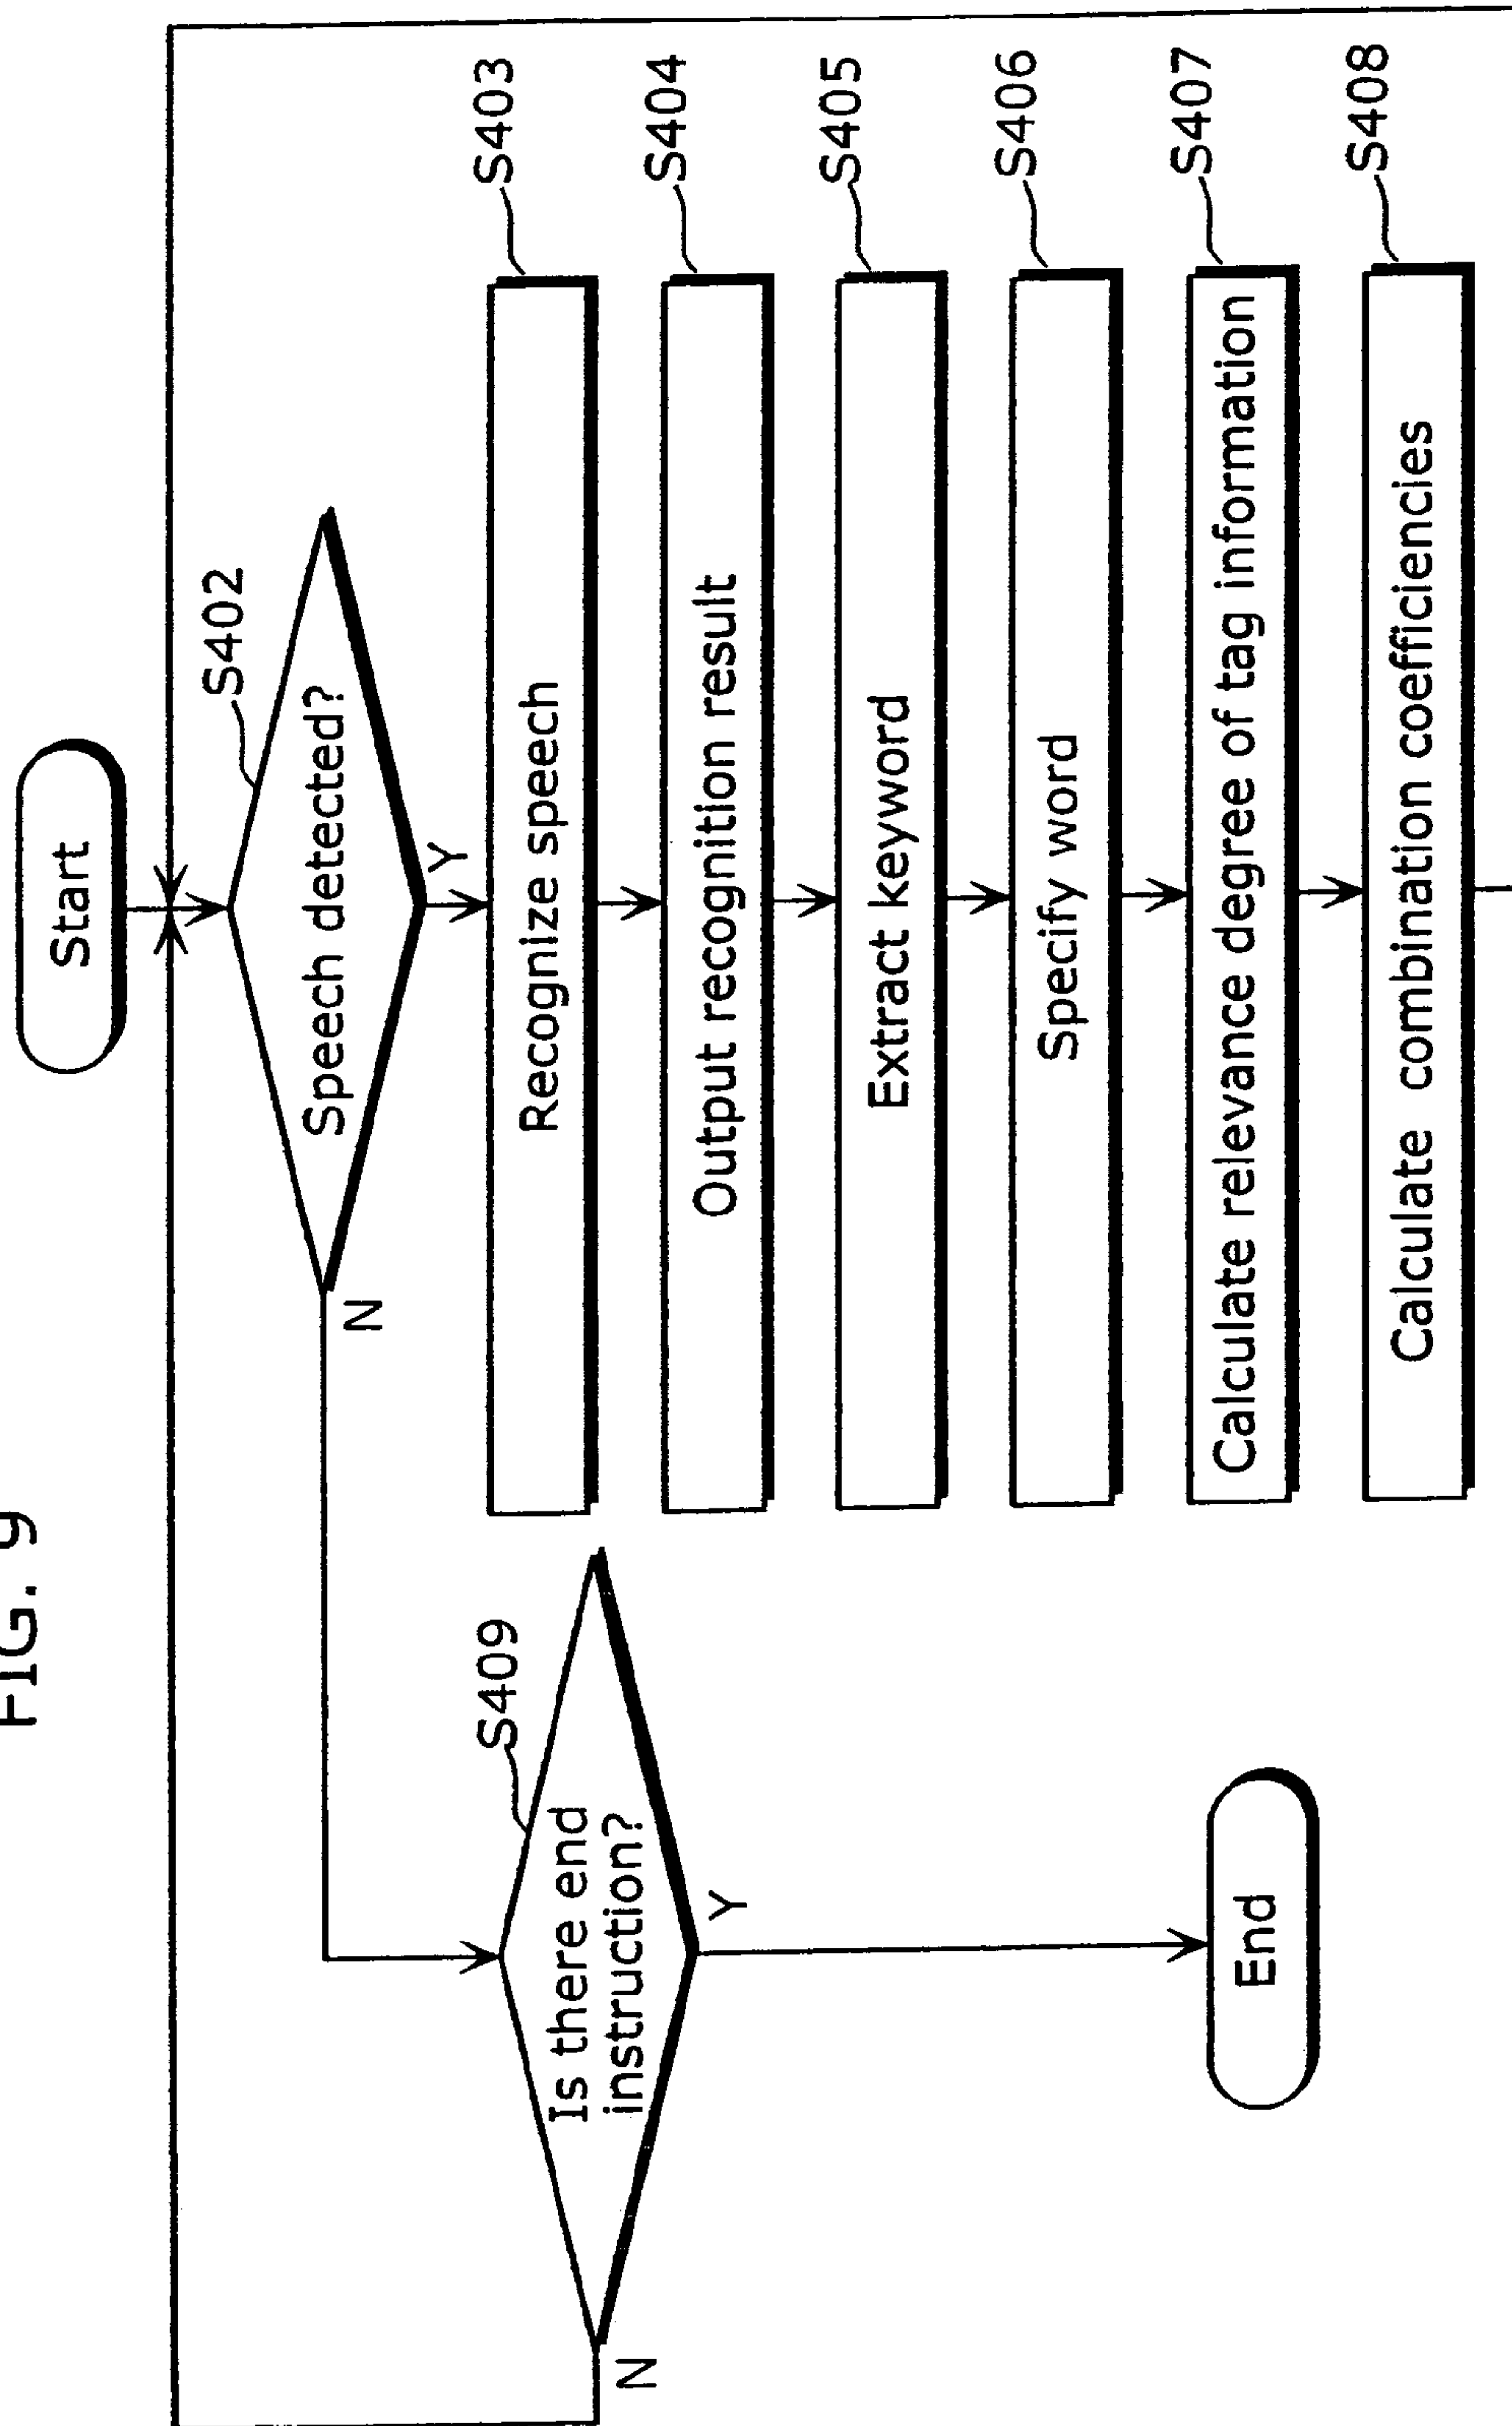 FIG. 9
Start
S402
Speech detected?
N
Y
S403
Recognize speech
S404
Output recognition result
S405
Extract keyword
S406
Specify word
S407
Calculate relevance degree of tag information
S408
Calculate combination coefficiencies
S409
Is there end
instruction?
N
Y
End